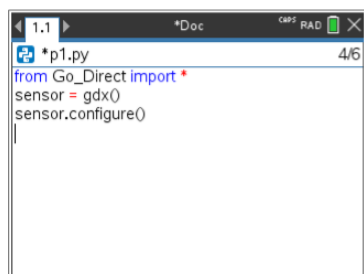 1.1 *Doc CAPS RAD
*p1.py 4/6
from Go_Direct import *
sensor = gdx()
sensor.configure()